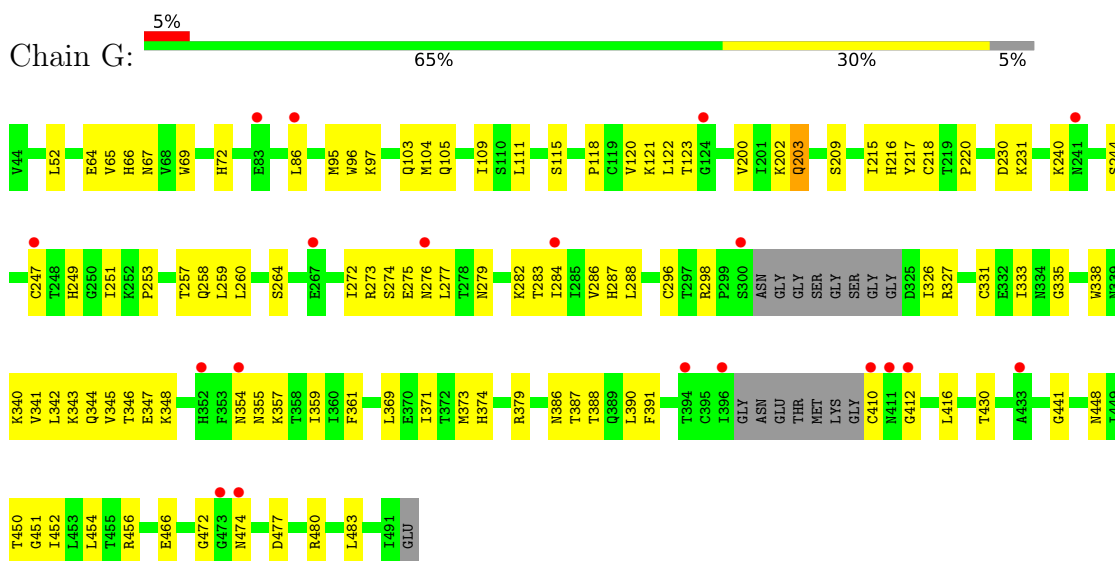 5%
Chain G:
65% 30% 5%
V44 L52 E64 V65 H66 N67 V68 W69 H72 E83 L86 M95 W96 K97 Q103 M104 Q105 I109 S110 L111 S115 P118 C119 V120 K121 L122 T123 G124 V200 I201 K202 Q203 S209 I215 H216 Y217 C218 T219 P220 D230 K231 K240 N241 S244
C247 T248 H249 G250 I251 K252 P253 T257 Q258 L259 L260 S264 E267 I272 R273 S274 E275 N276 L277 T278 N279 K282 T283 I284 I285 V286 H287 L288 C296 T297 R298 P299 S300 ASN GLY GLY SER GLY SER GLY GLY D325 I326 R327 C331 E332 I333 N334 G335 W338 N339
K340 V341 L342 K343 Q344 V345 T346 E347 K348 H352 F353 N354 N355 K357 T358 I359 I360 F361 L369 E370 I371 T372 M373 H374 R379 N386 T387 T388 Q389 L390 F391 T394 C395 I396 GLY ASN GLU THR MET LYS GLY C410 N411 G412 L416 T430 A433 G441 N448 I449
T450 G451 I452 L453 L454 T455 R456 E466 G472 G473 N474 D477 R480 L483 I491 GLU